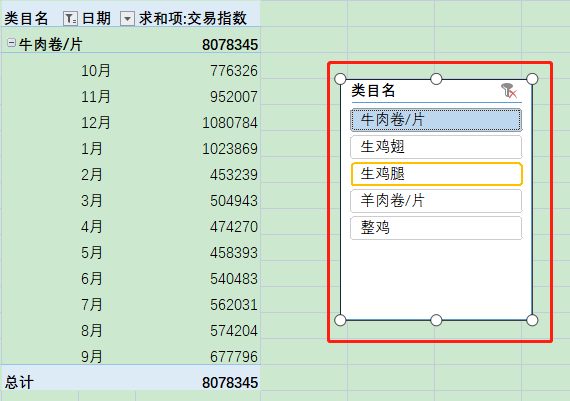 类目名 日期 求和项:交易指数
牛肉卷/片 8078345
10月 776326
11月 952007
12月 1080784
1月 1023869
2月 453239
3月 504943
4月 474270
5月 458393
6月 540483
7月 562031
8月 574204
9月 677796
总计 8078345
类目名
牛肉卷/片
生鸡翅
生鸡腿
羊肉卷/片
整鸡